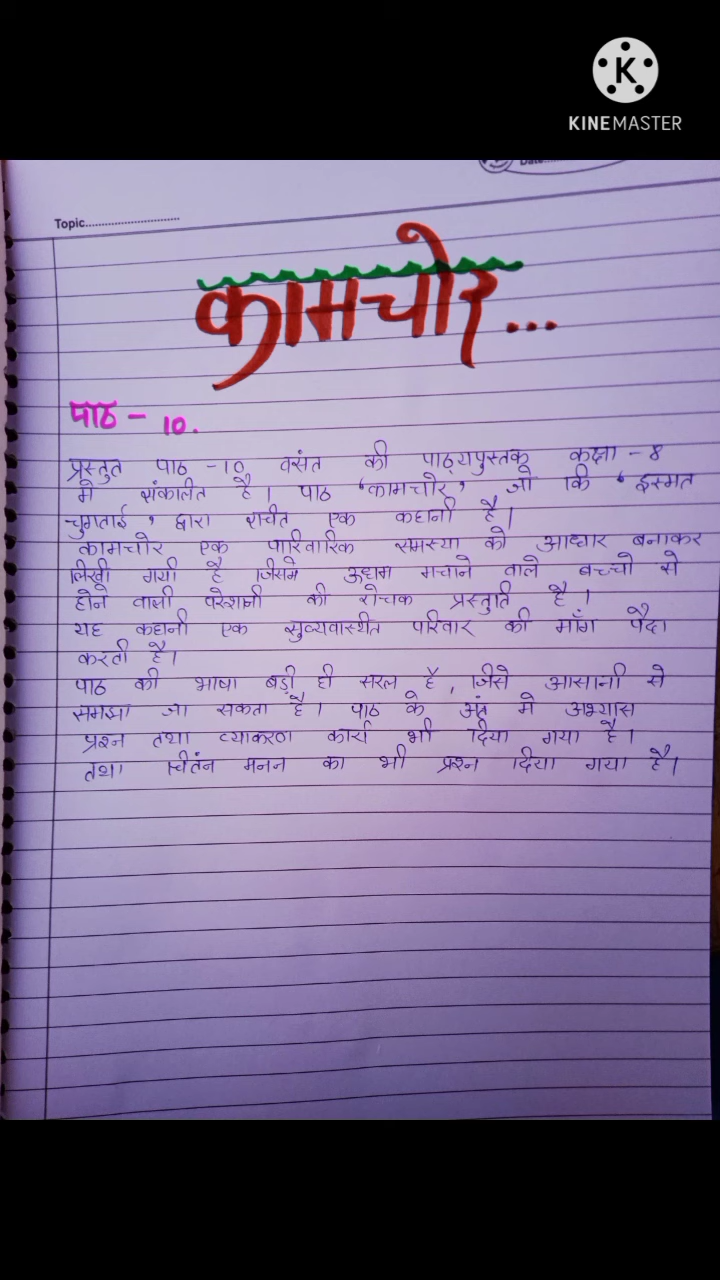 KINEMASTER
Date.....
Topic..............................
कामचोर...
पाठ - 10.
प्रस्तुत पाठ -10 वसंत की पाठ्यपुस्तक कक्षा - 8
में संकलित है। पाठ 'कामचोर' जो कि 'इस्मत
चुगताई' द्वारा रचित एक कहानी है।
कामचोर एक पारिवारिक समस्या को आधार बनाकर
लिखी गयी है जिसमे ऊधम मचाने वाले बच्चो से
होने वाली परेशानी की रोचक प्रस्तुति है।
यह कहानी एक सुव्यवास्थीत परिवार की माँग पैदा
करती है।
पाठ की भाषा बड़ी ही सरल है, जिसे आसानी से
समझा जा सकता है। पाठ के अंत मे अभ्यास
प्रश्न तथा व्याकरण कार्य भी दिया गया है।
तथा चिंतन मनन का भी प्रश्न दिया गया है।